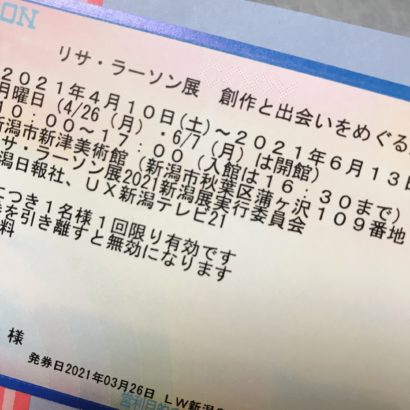 ON
リサ・ラーソン展 創作と出会いをめぐる
2021年4月10日(土)~2021年6月13日
月曜日(4/26(月)・6/7(月)は開館)
10:00~17:00(入館は16:30まで)
新潟市新津美術館(新潟市秋葉区蒲ヶ沢109番地
サ・ラーソン展2021新潟展実行委員会
潟日報社、UX新潟テレビ21
につき1名様1回限り有効です
を引き離すと無効になります
料
様
発券日2021年03月26日 LW新潟
営利目的